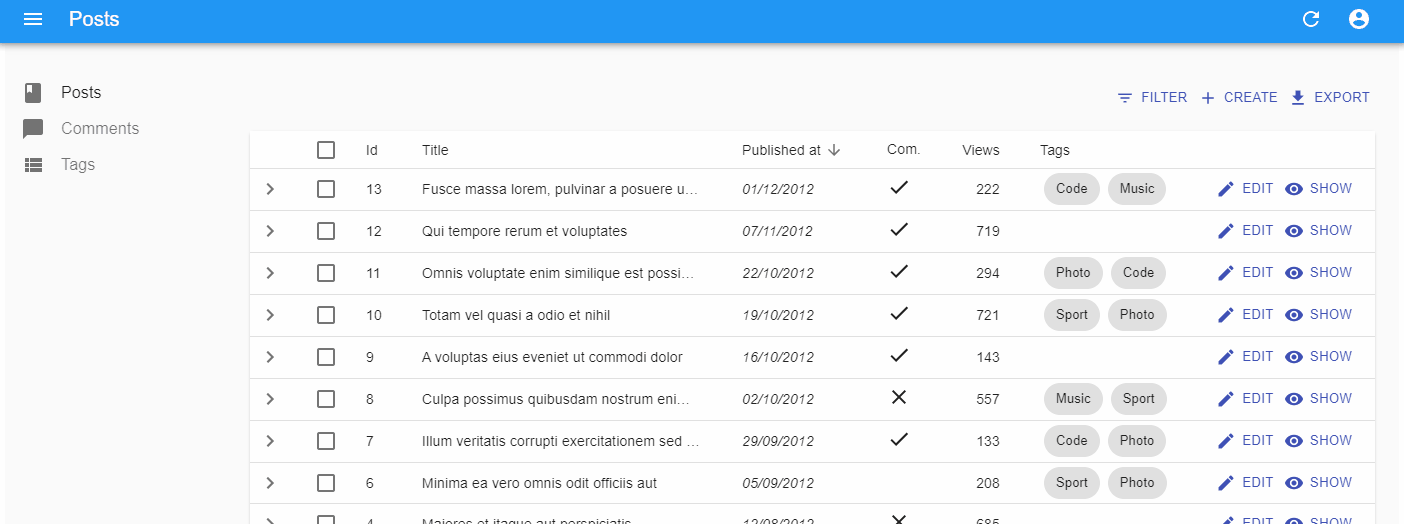 Posts
Posts
Comments
Tags
FILTER CREATE EXPORT
Id Title Published at Com. Views Tags
13 Fusce massa lorem, pulvinar a posuere u... 01/12/2012 222 Code Music EDIT SHOW
12 Qui tempore rerum et voluptates 07/11/2012 719 EDIT SHOW
11 Omnis voluptate enim similique est possi... 22/10/2012 294 Photo Code EDIT SHOW
10 Totam vel quasi a odio et nihil 19/10/2012 721 Sport Photo EDIT SHOW
9 A voluptas eius eveniet ut commodi dolor 16/10/2012 143 EDIT SHOW
8 Culpa possimus quibusdam nostrum eni... 02/10/2012 557 Music Sport EDIT SHOW
7 Illum veritatis corrupti exercitationem sed ... 29/09/2012 133 Code Photo EDIT SHOW
6 Minima ea vero omnis odit officiis aut 05/09/2012 208 Sport Photo EDIT SHOW
4 Maiores et itaque aut perspiciatis 12/08/2012 685 EDIT SHOW